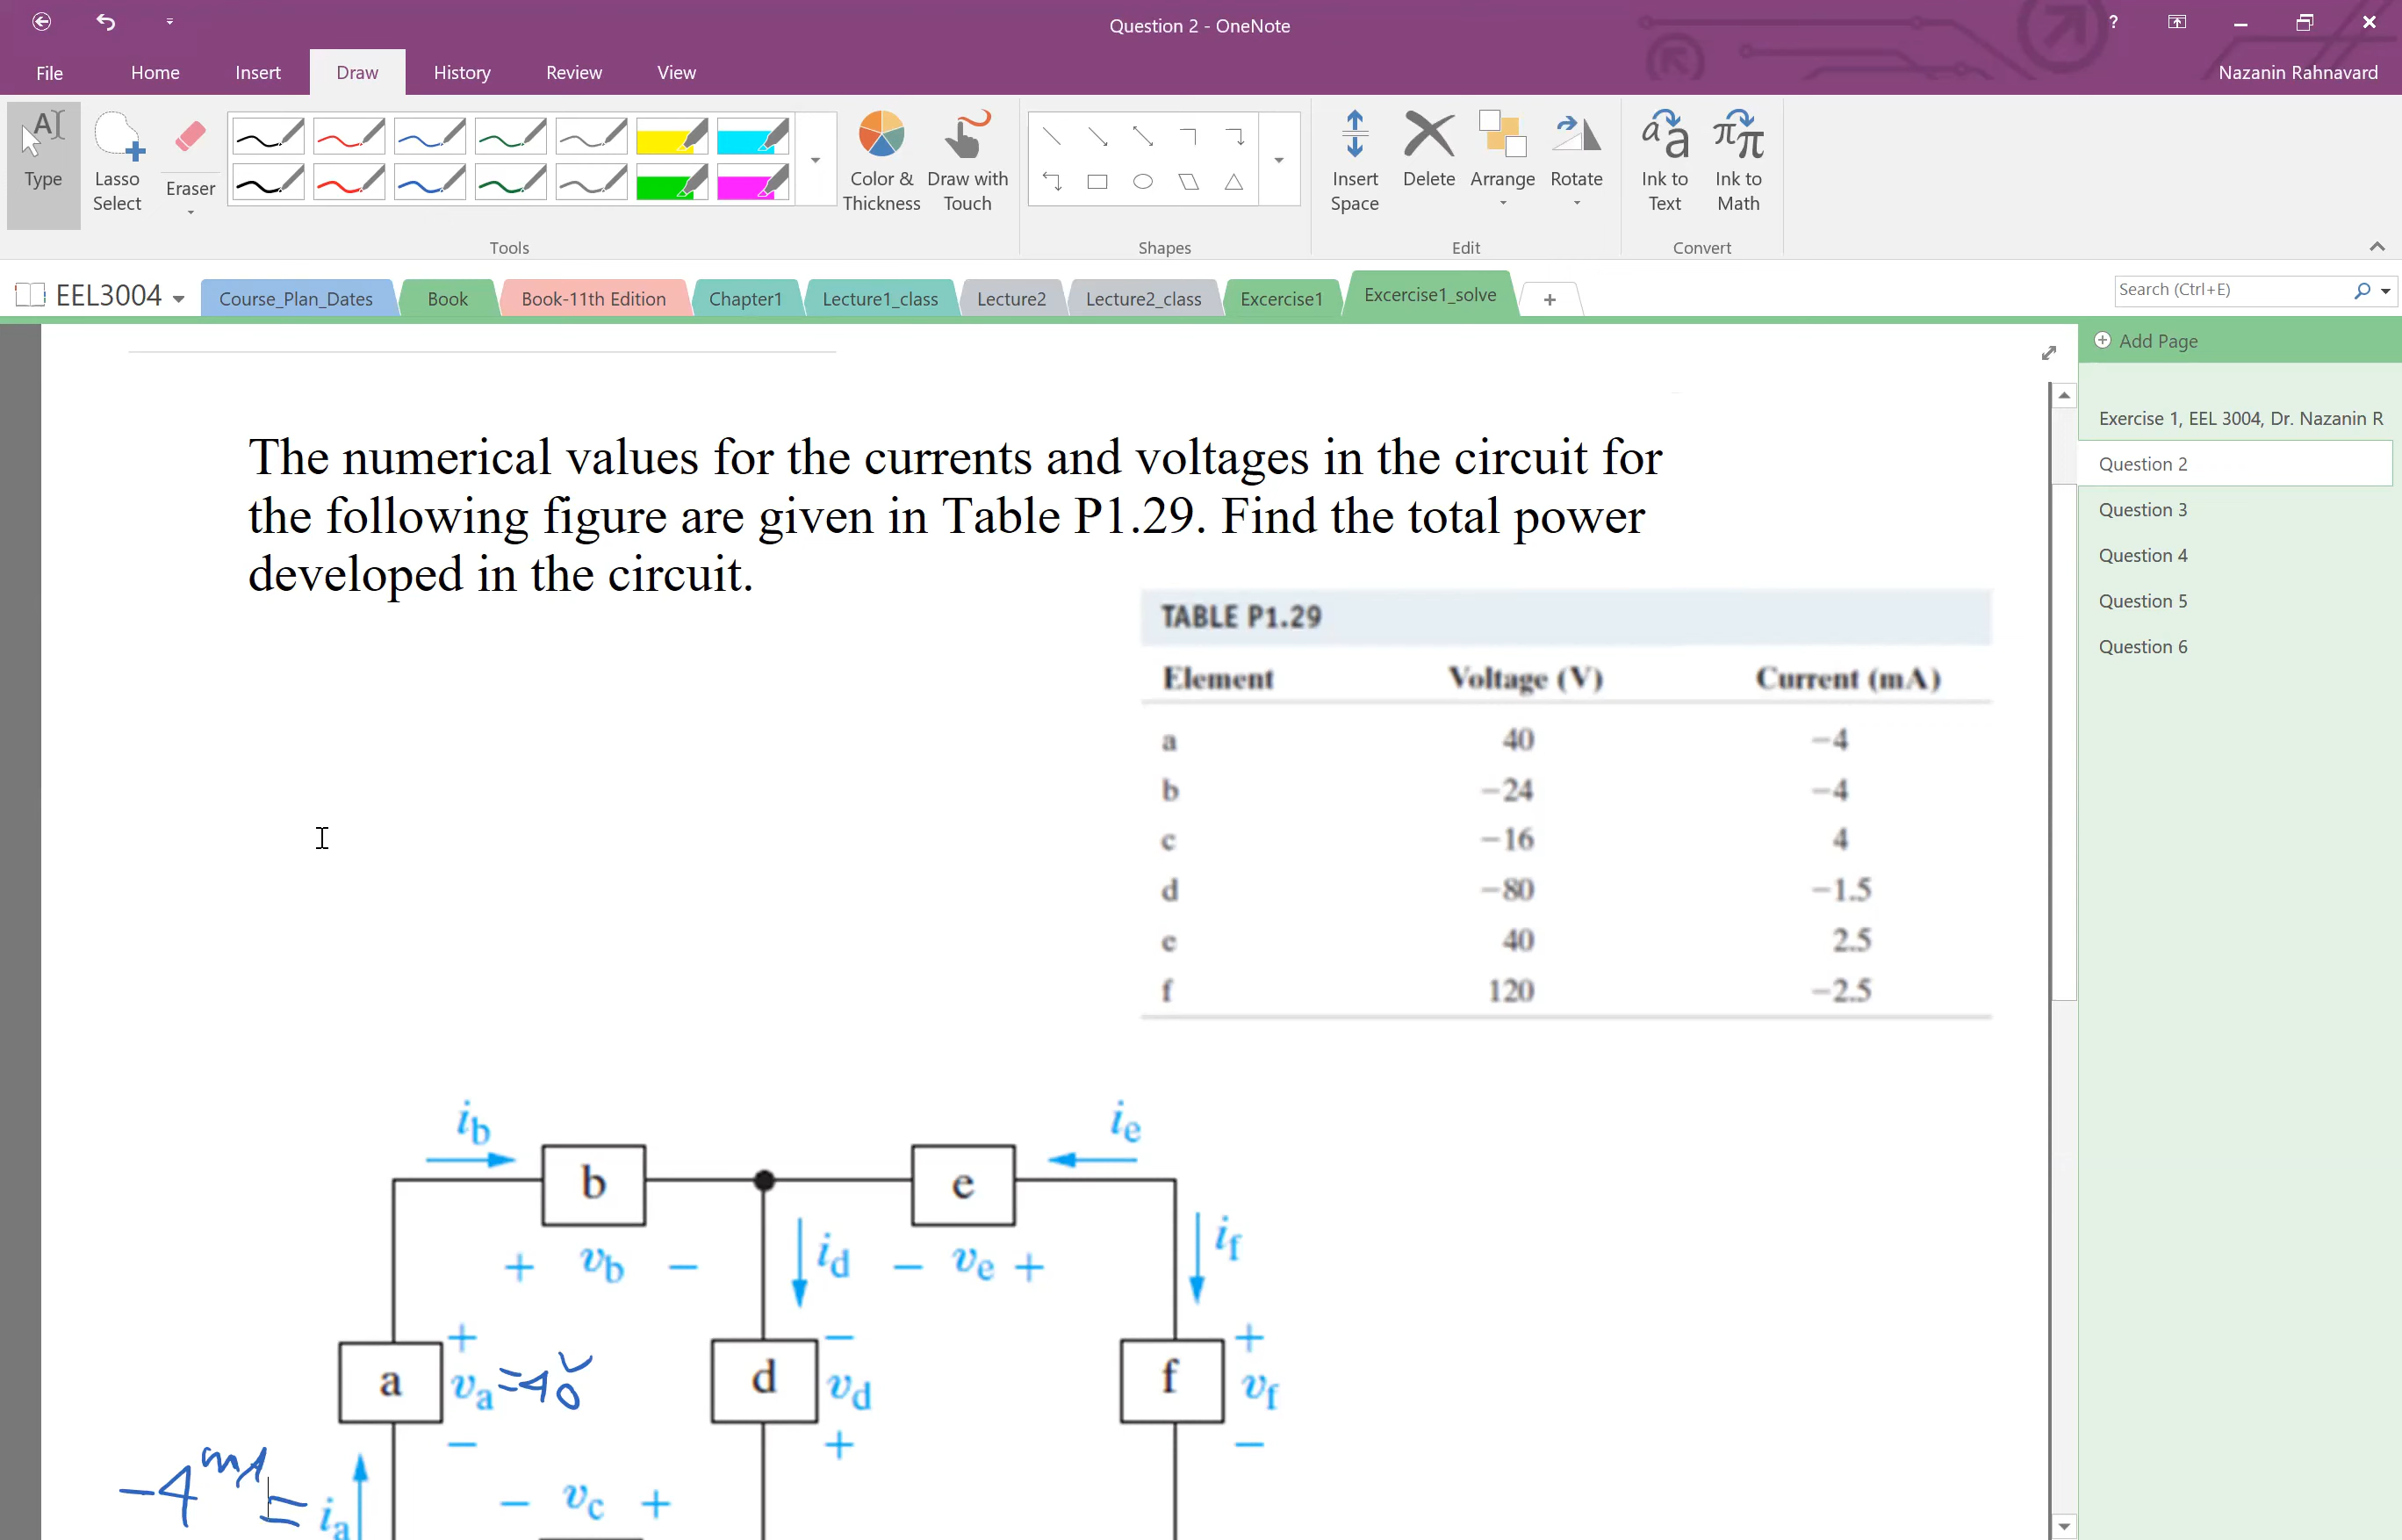 Question 2 - OneNote
?
File Home Insert Draw History Review View
Nazanin Rahnavard
Type
Lasso Select
Eraser
Color & Thickness
Draw with Touch
Insert Space
Delete
Arrange
Rotate
Ink to Text
Ink to Math
Tools
Shapes
Edit
Convert
EEL3004
Course_Plan_Dates Book Book-11th Edition Chapter1 Lecture1_class Lecture2 Lecture2_class Excercise1 Excercise1_solve +
Search (Ctrl+E)
Add Page
Exercise 1, EEL 3004, Dr. Nazanin R
Question 2
Question 3
Question 4
Question 5
Question 6
The numerical values for the currents and voltages in the circuit for
the following figure are given in Table P1.29. Find the total power
developed in the circuit.
TABLE P1.29
Element Voltage (V) Current (mA)
a 40 −4
b −24 −4
c −16 4
d −80 −1.5
e 40 2.5
f 120 −2.5
ib ie
b e
+ vb − id − ve + if
+ − +
a va =40 V d vd f vf
− + −
−4 mA = ia − vc +